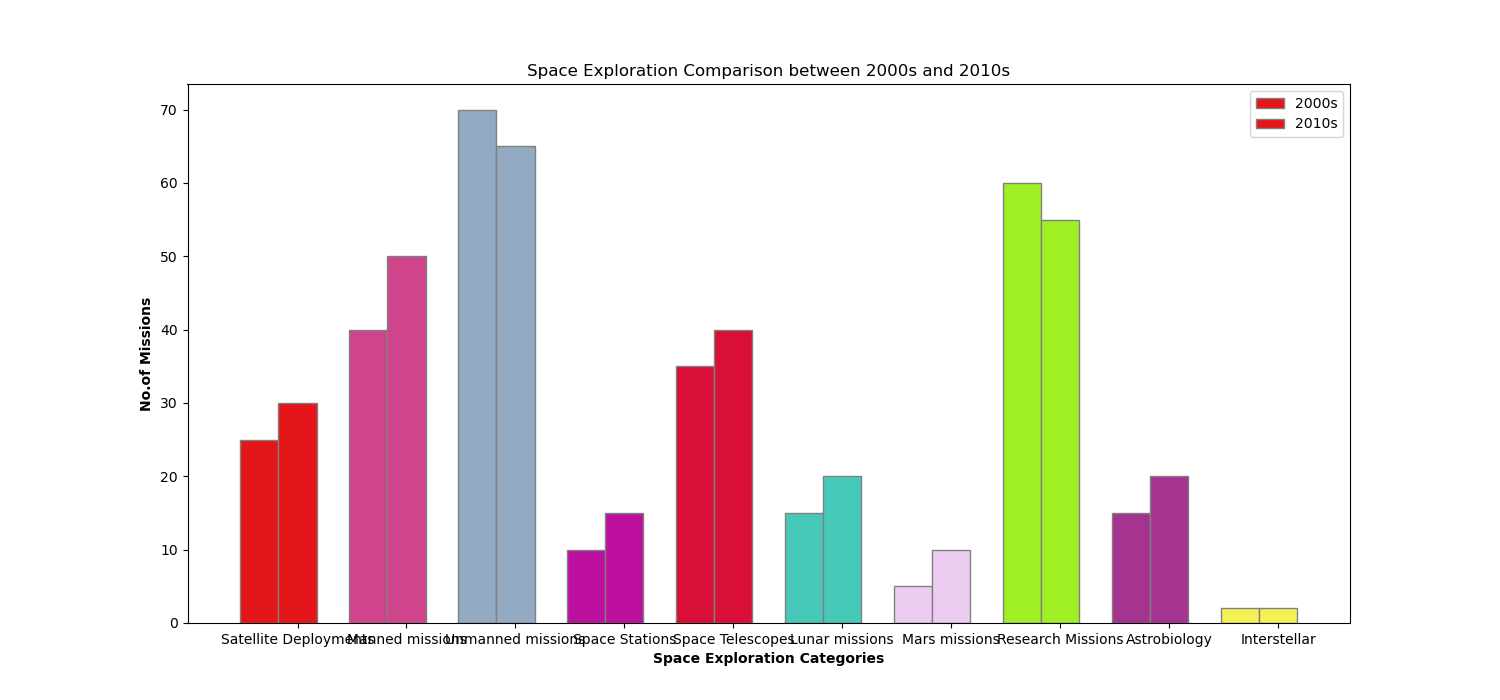 Space Exploration Comparison between 2000s and 2010s
2000s
2010s
70
60
50
40
30
20
10
0
No.of Missions
Satellite Deployments Manned missions Unmanned missions Space Stations Space Telescopes Lunar missions Mars missions Research Missions Astrobiology Interstellar
Space Exploration Categories